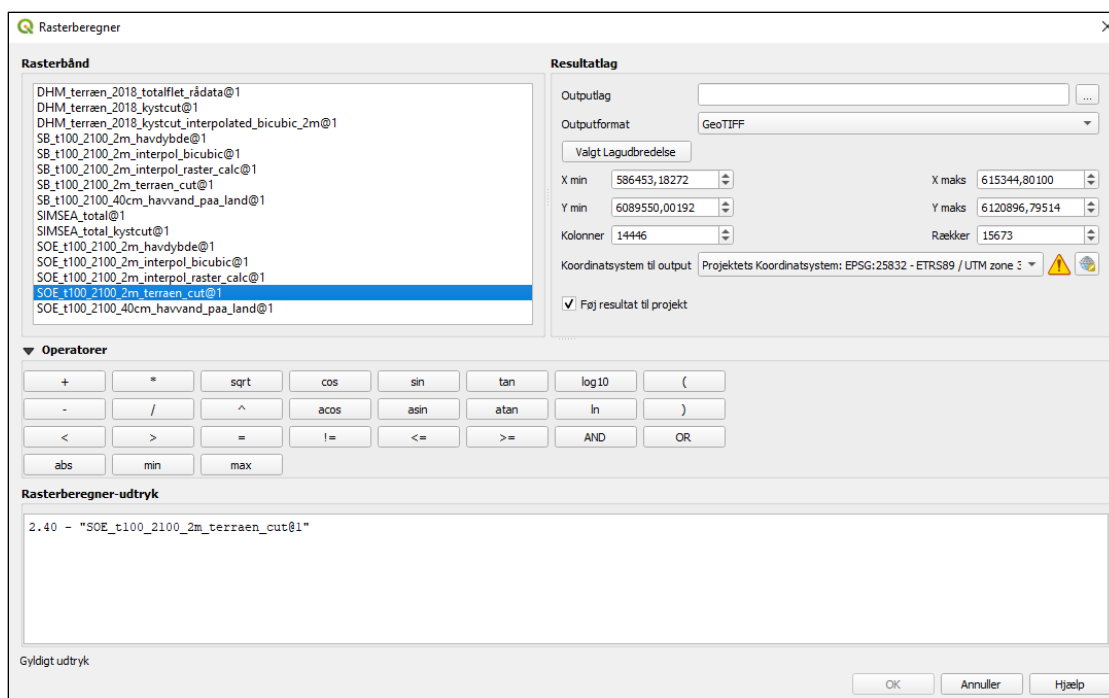 Rasterberegner
Rasterbånd
DHM_terræn_2018_totalflet_rådata@1
DHM_terræn_2018_kystcut@1
DHM_terræn_2018_kystcut_interpolated_bicubic_2m@1
SB_t100_2100_2m_havdybde@1
SB_t100_2100_2m_interpol_bicubic@1
SB_t100_2100_2m_interpol_raster_calc@1
SB_t100_2100_2m_terraen_cut@1
SB_t100_2100_40cm_havvand_paa_land@1
SIMSEA_total@1
SIMSEA_total_kystcut@1
SOE_t100_2100_2m_havdybde@1
SOE_t100_2100_2m_interpol_bicubic@1
SOE_t100_2100_2m_interpol_raster_calc@1
SOE_t100_2100_2m_terraen_cut@1
SOE_t100_2100_40cm_havvand_paa_land@1
Resultatlag
Outputlag ...
Outputformat GeoTIFF
Valgt Lagudbredelse
X min 586453,18272 X maks 615344,80100
Y min 6089550,00192 Y maks 6120896,79514
Kolonner 14446 Rækker 15673
Koordinatsystem til output Projektets Koordinatsystem: EPSG:25832 - ETRS89 / UTM zone 3
Føj resultat til projekt
Operatorer
+ * sqrt cos sin tan log10 (
- / ^ acos asin atan ln )
< > = != <= >= AND OR
abs min max
Rasterberegner-udtryk
2.40 - "SOE_t100_2100_2m_terraen_cut@1"
Gyldigt udtryk
OK Annuller Hjælp